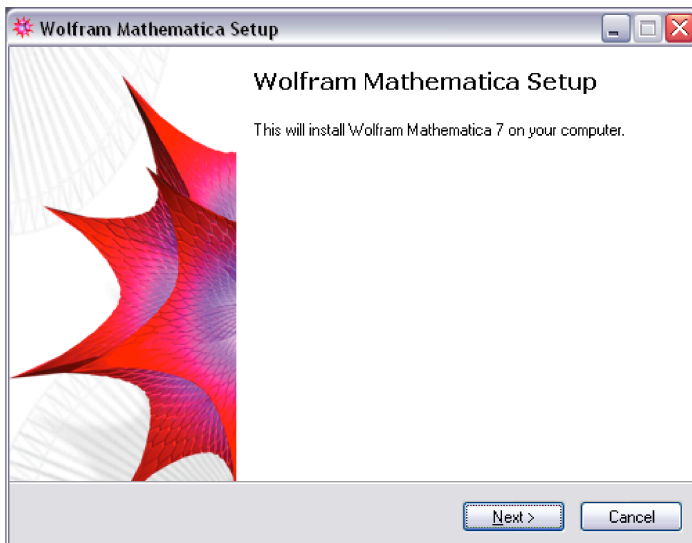 Wolfram Mathematica Setup
Wolfram Mathematica Setup
This will install Wolfram Mathematica 7 on your computer.
Next >
Cancel